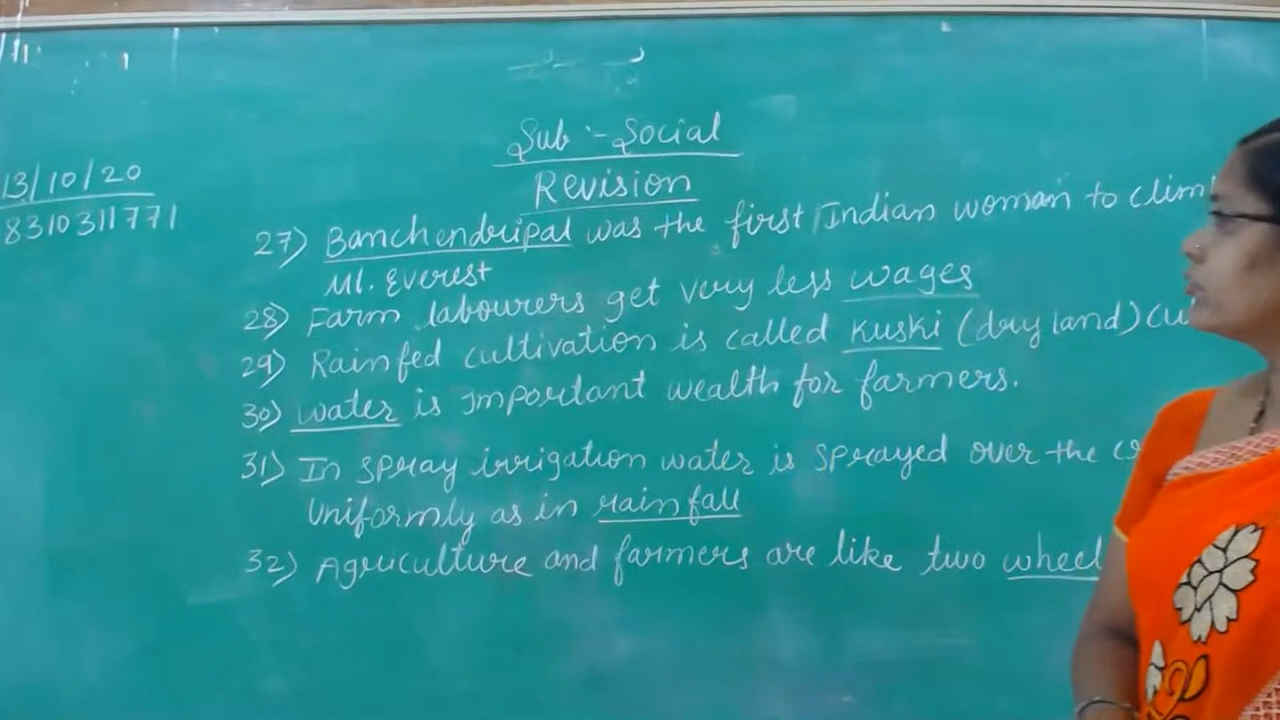 Sub :- Social
Revision
13/10/20
8310311771
27) Banchendripal was the first Indian woman to clim
Mt. Everest
28) Farm labourers get very less wages
29) Rainfed cultivation is called Kuski (dry land) cu
30) water is important wealth for farmers.
31) In spray irrigation water is sprayed over the c
Uniformly as in rainfall
32) Agriculture and farmers are like two wheel